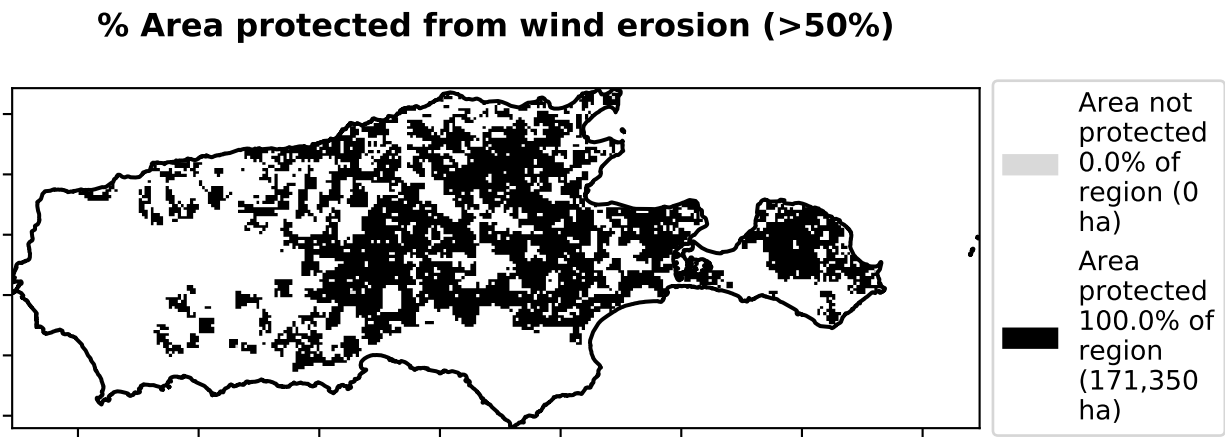 % Area protected from wind erosion (>50%)
Area not
protected
0.0% of
region (0
ha)
Area
protected
100.0% of
region
(171,350
ha)